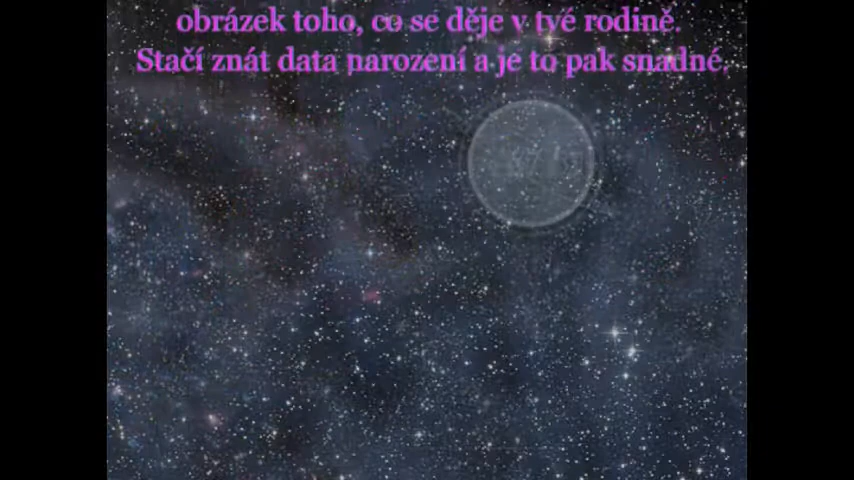 obrázek toho, co se děje v tvé rodině.
Stačí znát data narození a je to pak snadné.